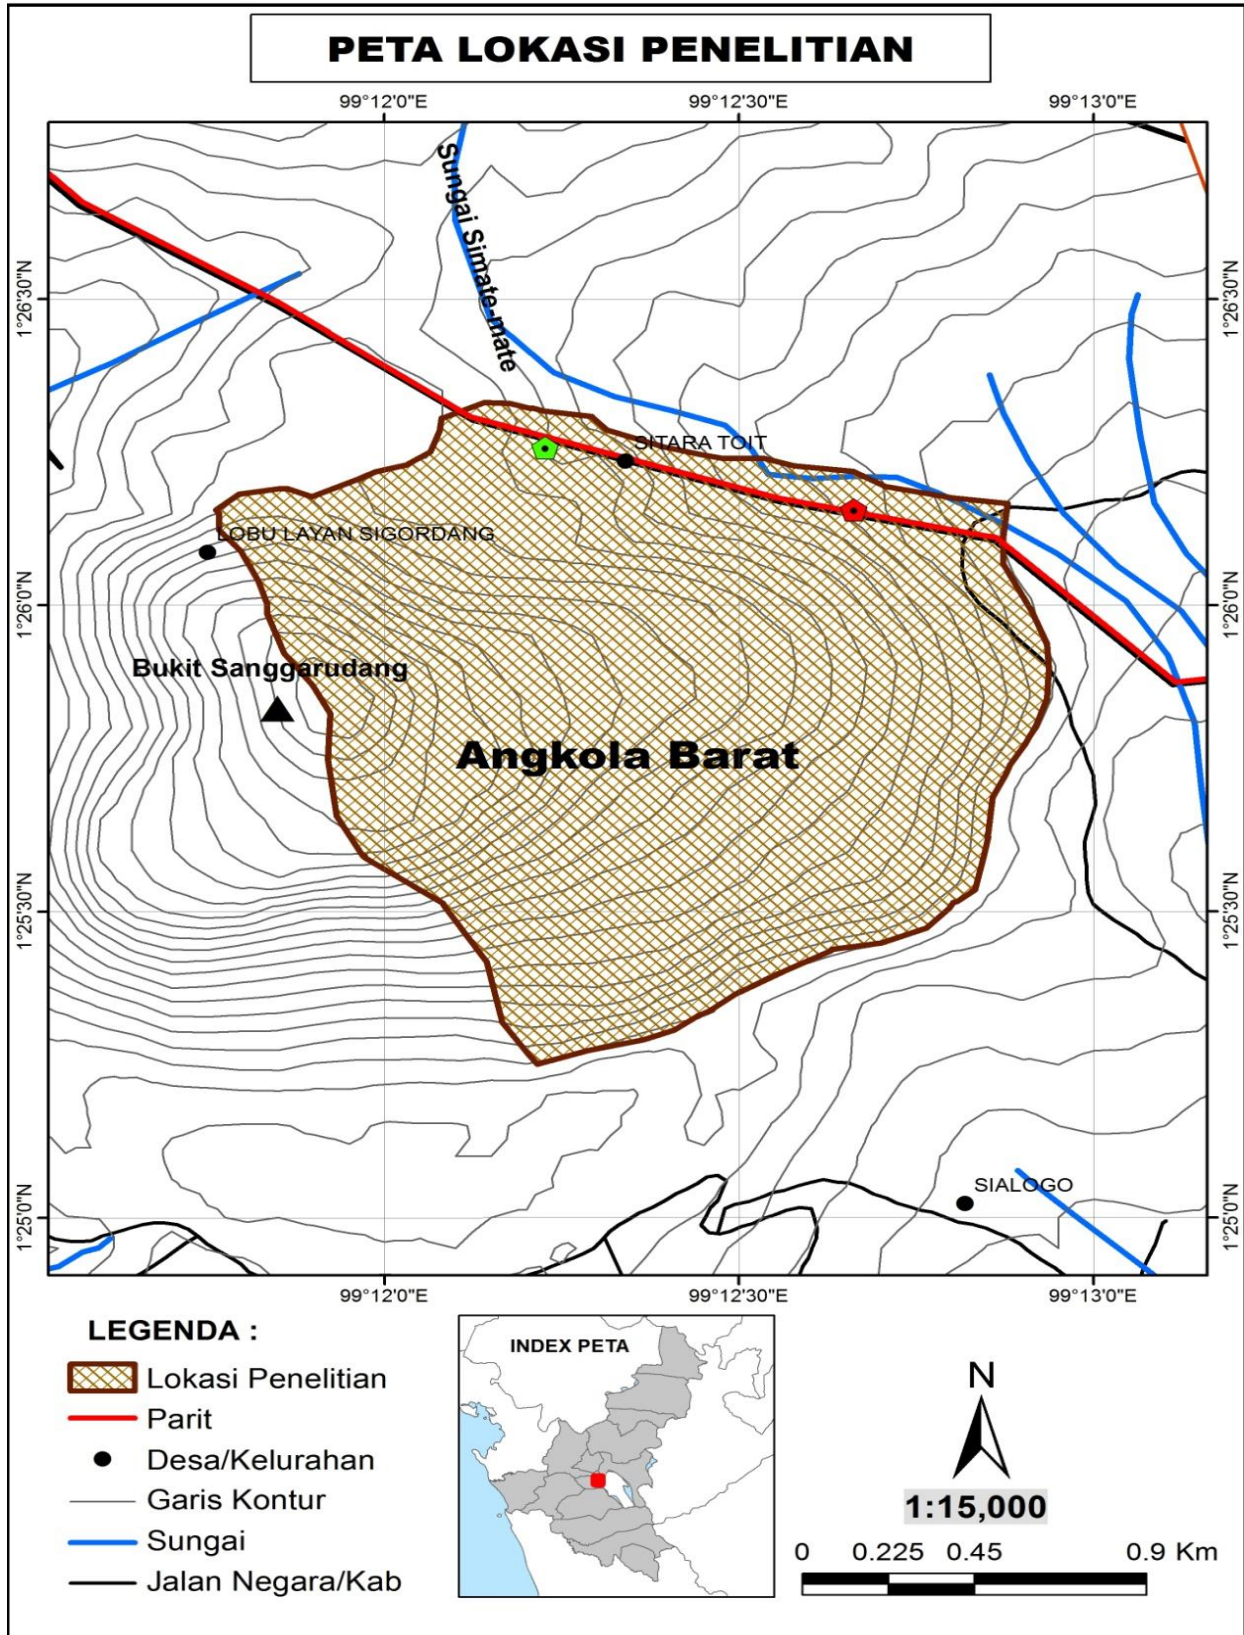 PETA LOKASI PENELITIAN
99°12'0"E 99°12'30"E 99°13'0"E
Sungai Simate-mate
1°26'30"N 1°26'30"N
SITARA TOIT
LOBU LAYAN SIGORDANG
1°26'0"N 1°26'0"N
Bukit Sanggarudang
Angkola Barat
1°25'30"N 1°25'30"N
SIALOGO
1°25'0"N 1°25'0"N
99°12'0"E 99°12'30"E 99°13'0"E
LEGENDA :
Lokasi Penelitian
Parit
Desa/Kelurahan
Garis Kontur
Sungai
Jalan Negara/Kab
INDEX PETA
N
1:15,000
0 0.225 0.45 0.9 Km